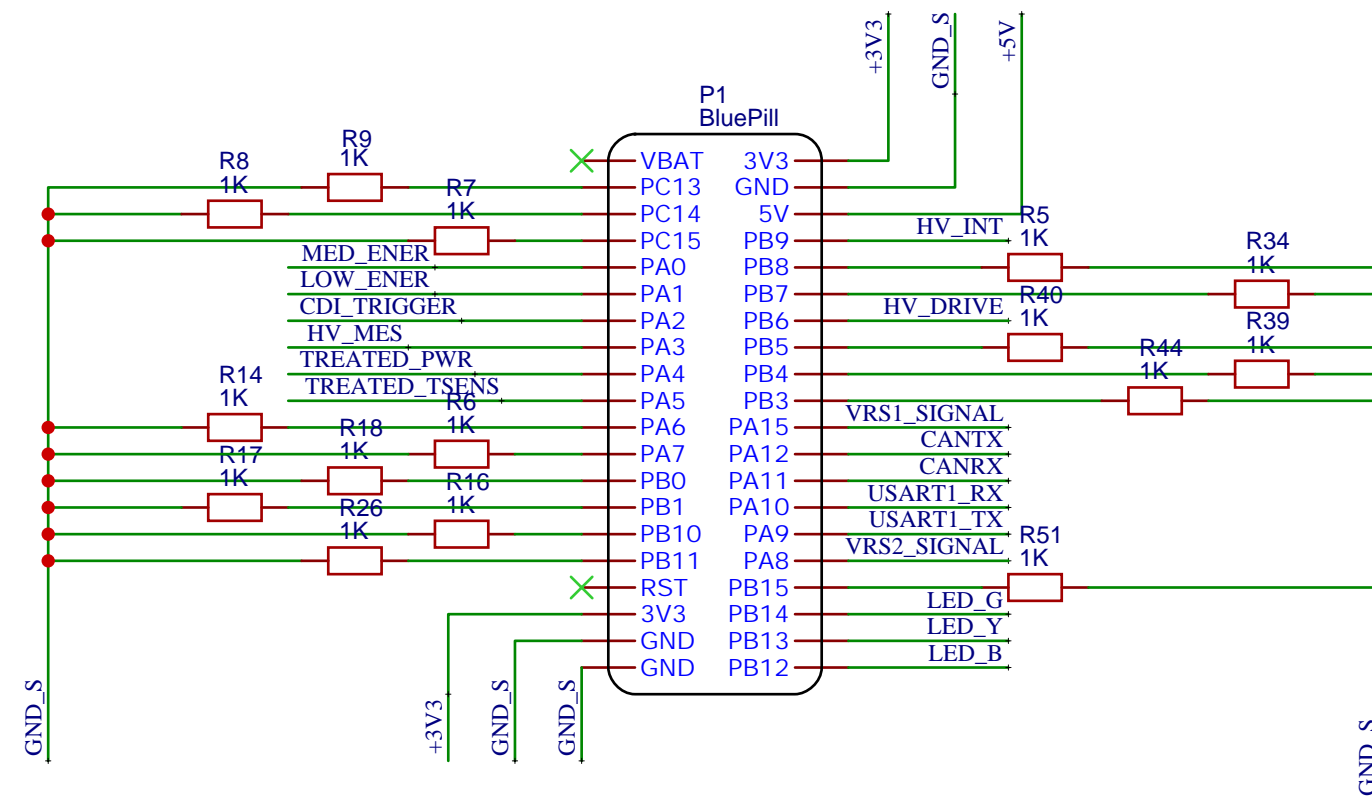 +3V3
GND_S
+5V
P1
BluePill
R9
1K
R8
1K
R7
1K
VBAT
PC13
PC14
PC15
PA0
PA1
PA2
PA3
PA4
PA5
PA6
PA7
PB0
PB1
PB10
PB11
RST
3V3
GND
GND
3V3
GND
5V
PB9
PB8
PB7
PB6
PB5
PB4
PB3
PA15
PA12
PA11
PA10
PA9
PA8
PB15
PB14
PB13
PB12
MED_ENER
LOW_ENER
CDI_TRIGGER
HV_MES
TREATED_PWR
TREATED_TSENS
R14
1K
R6
1K
R18
1K
R17
1K
R16
1K
R26
1K
HV_INT
R5
1K
R34
1K
HV_DRIVE
R40
1K
R39
1K
R44
1K
VRS1_SIGNAL
CANTX
CANRX
USART1_RX
USART1_TX
VRS2_SIGNAL
R51
1K
LED_G
LED_Y
LED_B
GND_S
+3V3
GND_S
GND_S
GND_S